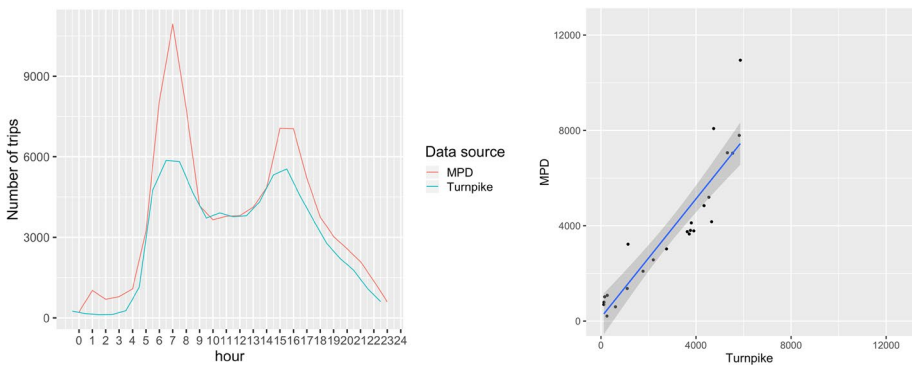 Number of trips
9000
6000
3000
0
0 1 2 3 4 5 6 7 8 9 10 11 12 13 14 15 16 17 18 19 20 21 22 23 24
hour
Data source
MPD
Turnpike
MPD
12000
8000
4000
0
0 4000 8000 12000
Turnpike